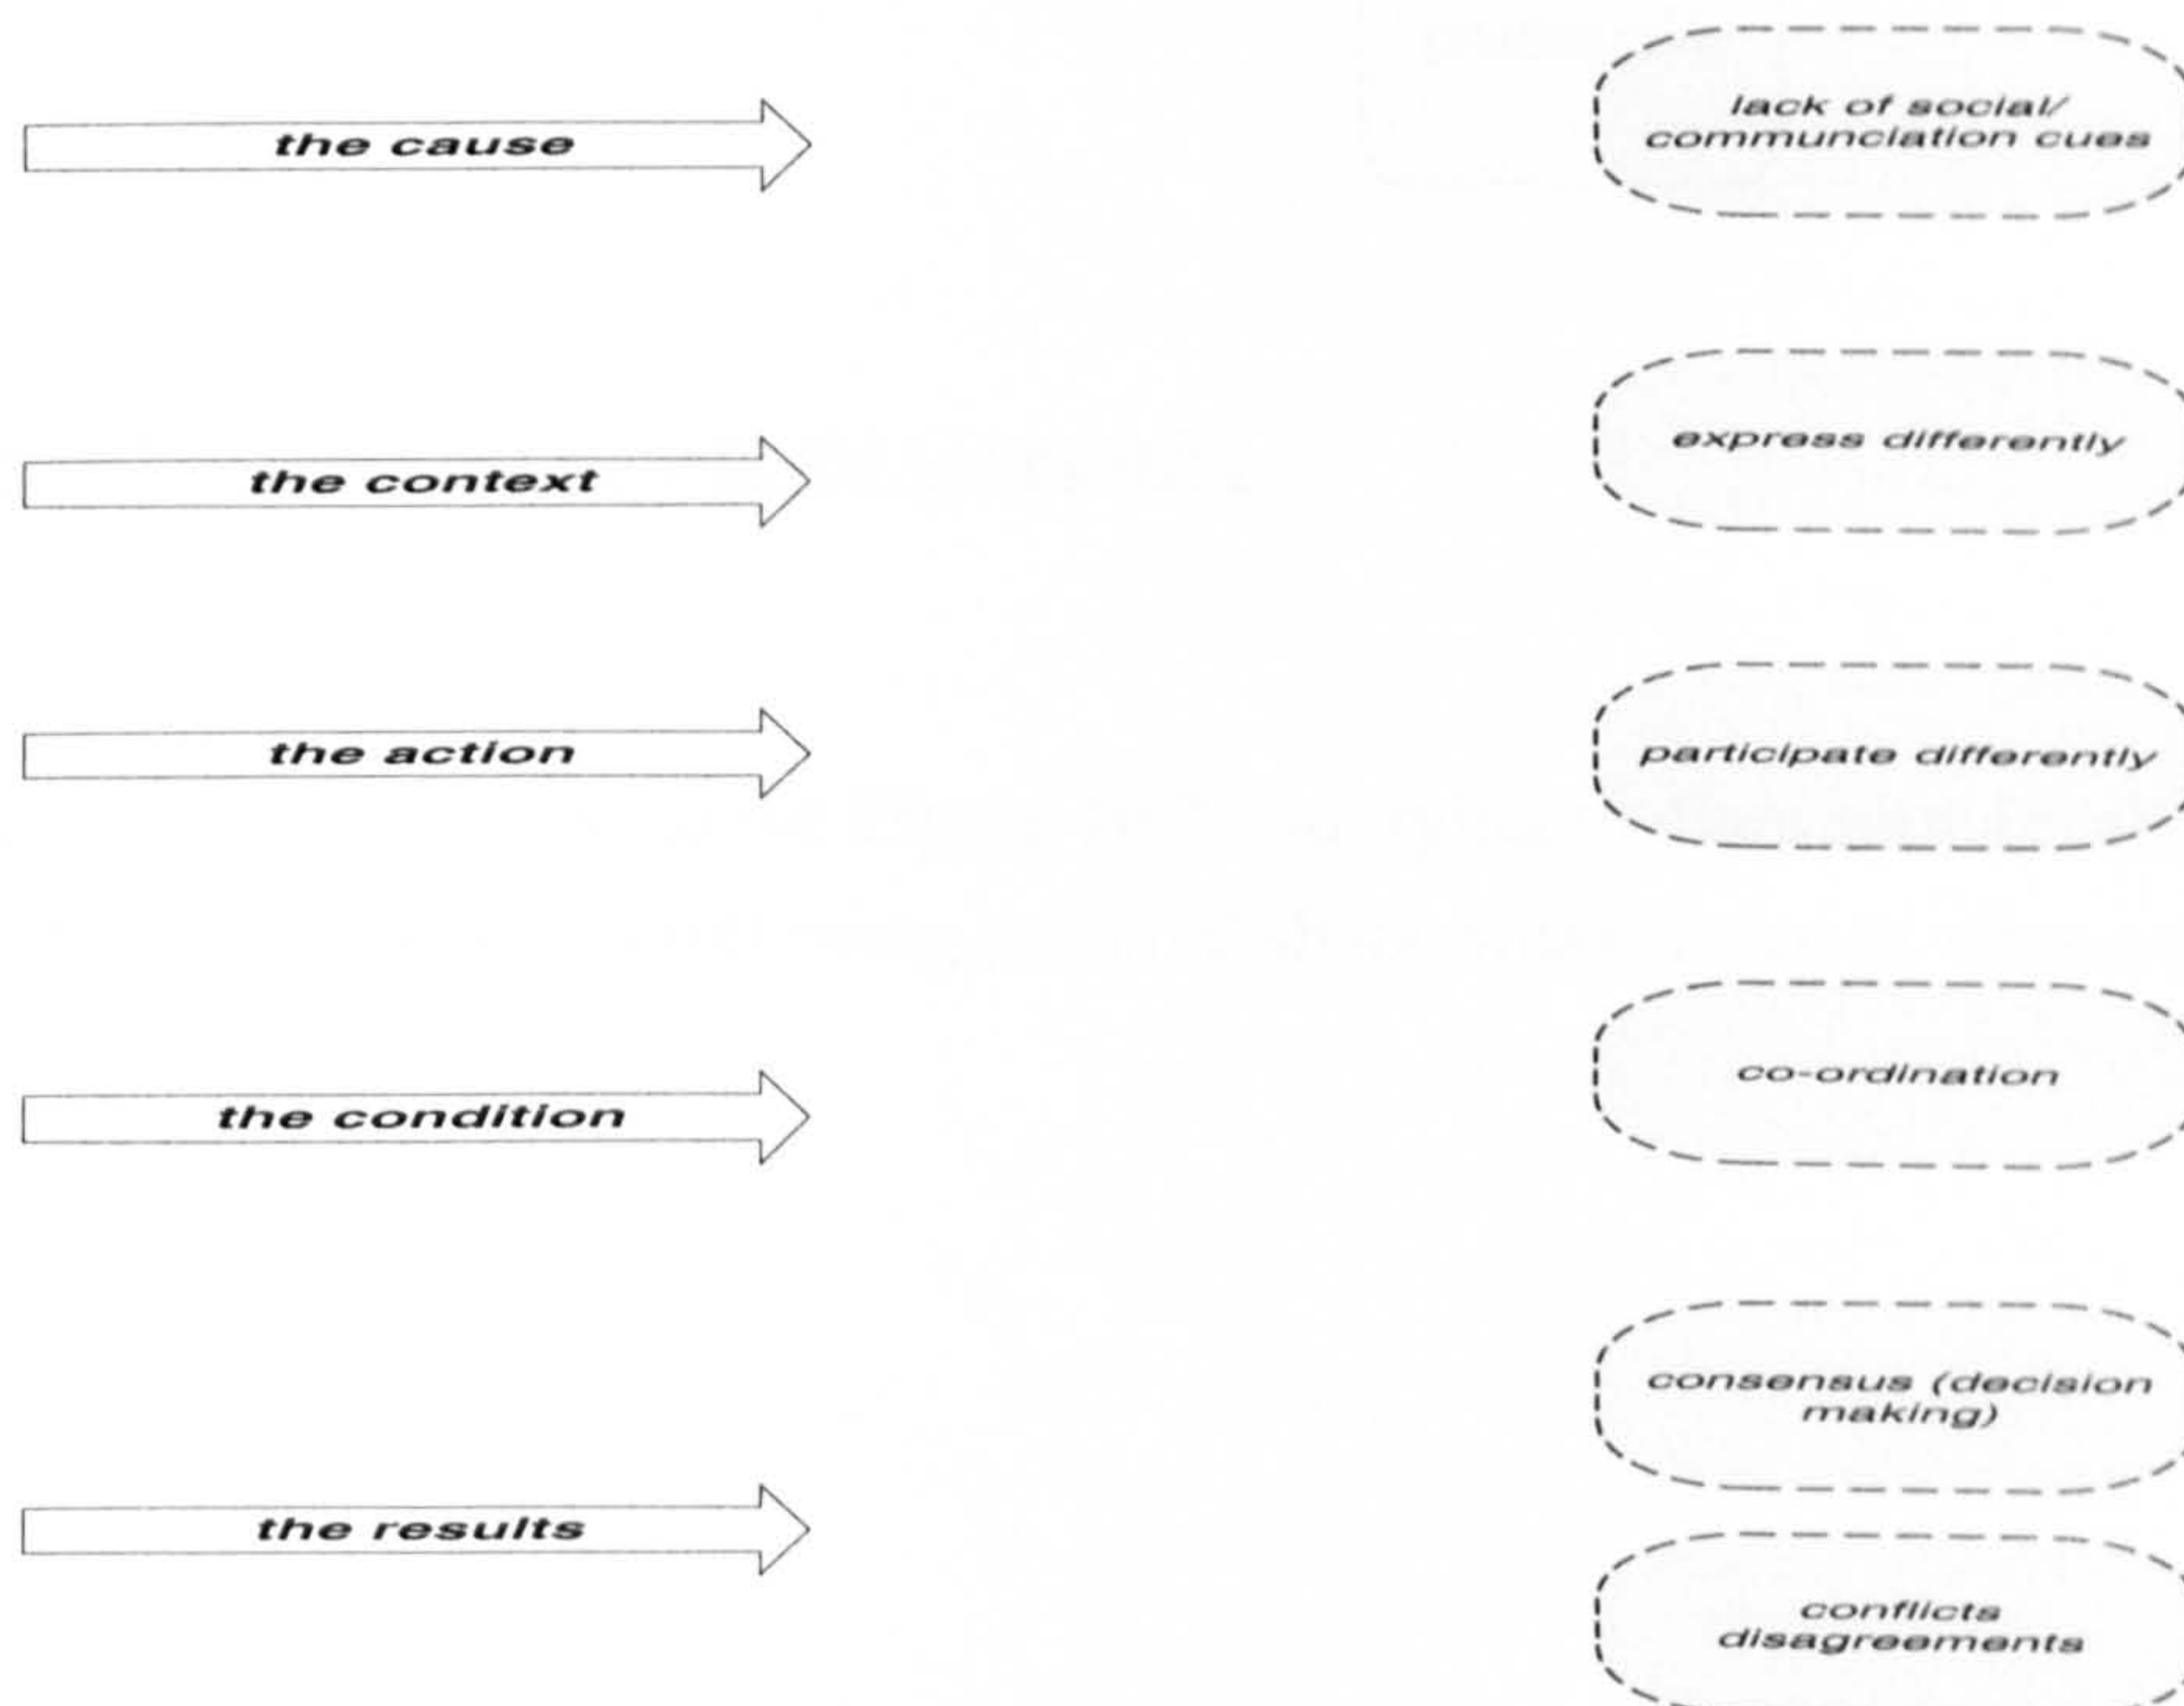 the cause
lack of social/
communciation cues
the context
express differently
the action
participate differently
the condition
co-ordination
consensus (decision
making)
the results
conflicts
disagreements